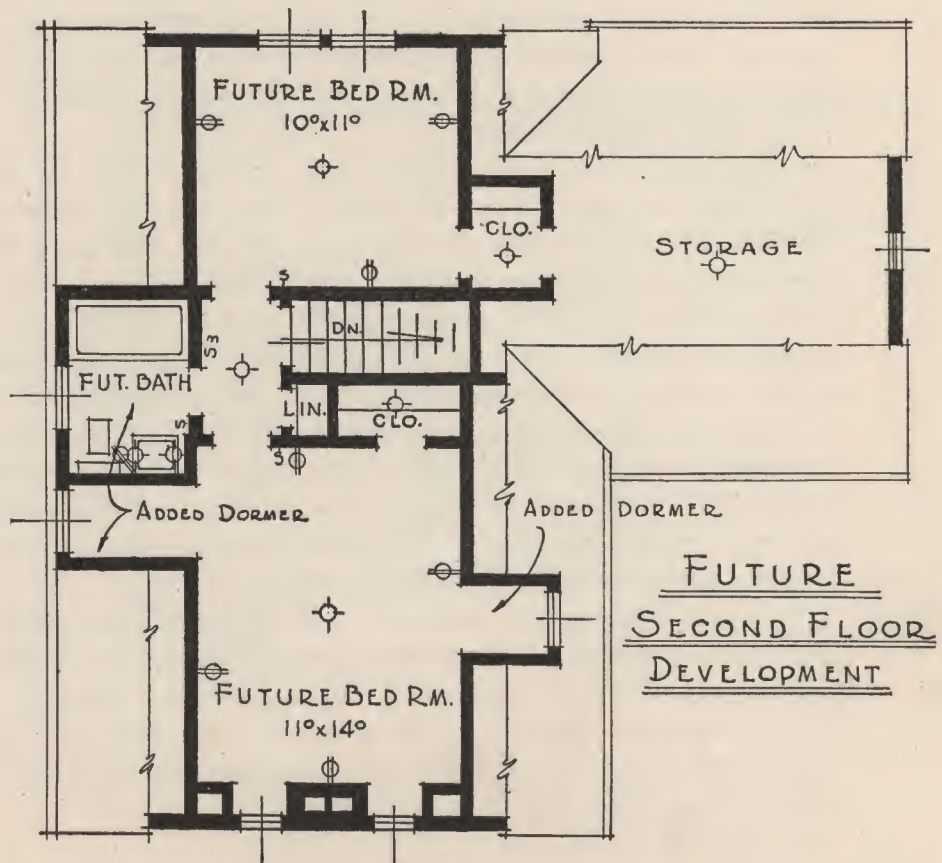 FUTURE BED RM.
10⁰x11⁰
CLO.
STORAGE
S
DN.
S3
FUT. BATH
LIN.
CLO.
S
S
ADDED DORMER
ADDED DORMER
FUTURE
SECOND FLOOR
DEVELOPMENT
FUTURE BED RM.
11⁰x14⁰